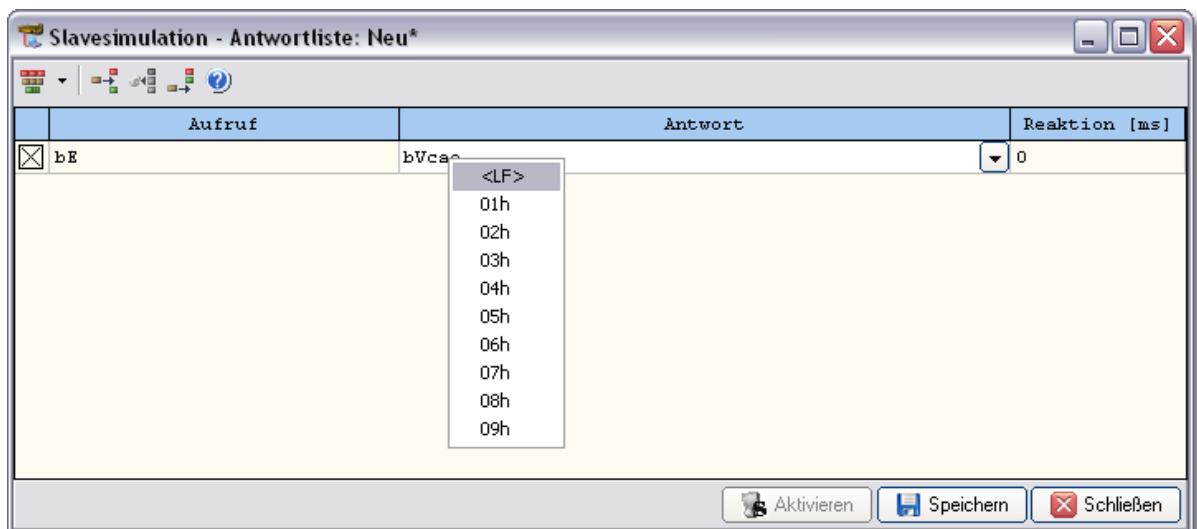 Slavesimulation - Antwortliste: Neu*
Aufruf Antwort Reaktion [ms]
bE bVcac 0
<LF>
01h
02h
03h
04h
05h
06h
07h
08h
09h
Aktivieren Speichern Schließen